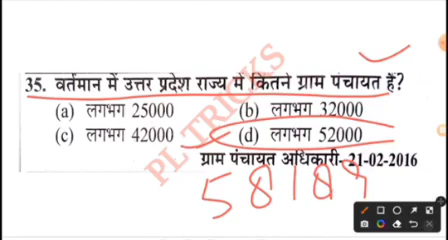 35. वर्तमान में उत्तर प्रदेश राज्य में कितने ग्राम पंचायत हैं?
(a) लगभग 25000 (b) लगभग 32000
(c) लगभग 42000 (d) लगभग 52000
ग्राम पंचायत अधिकारी- 21-02-2016
PL TRICKS
58189